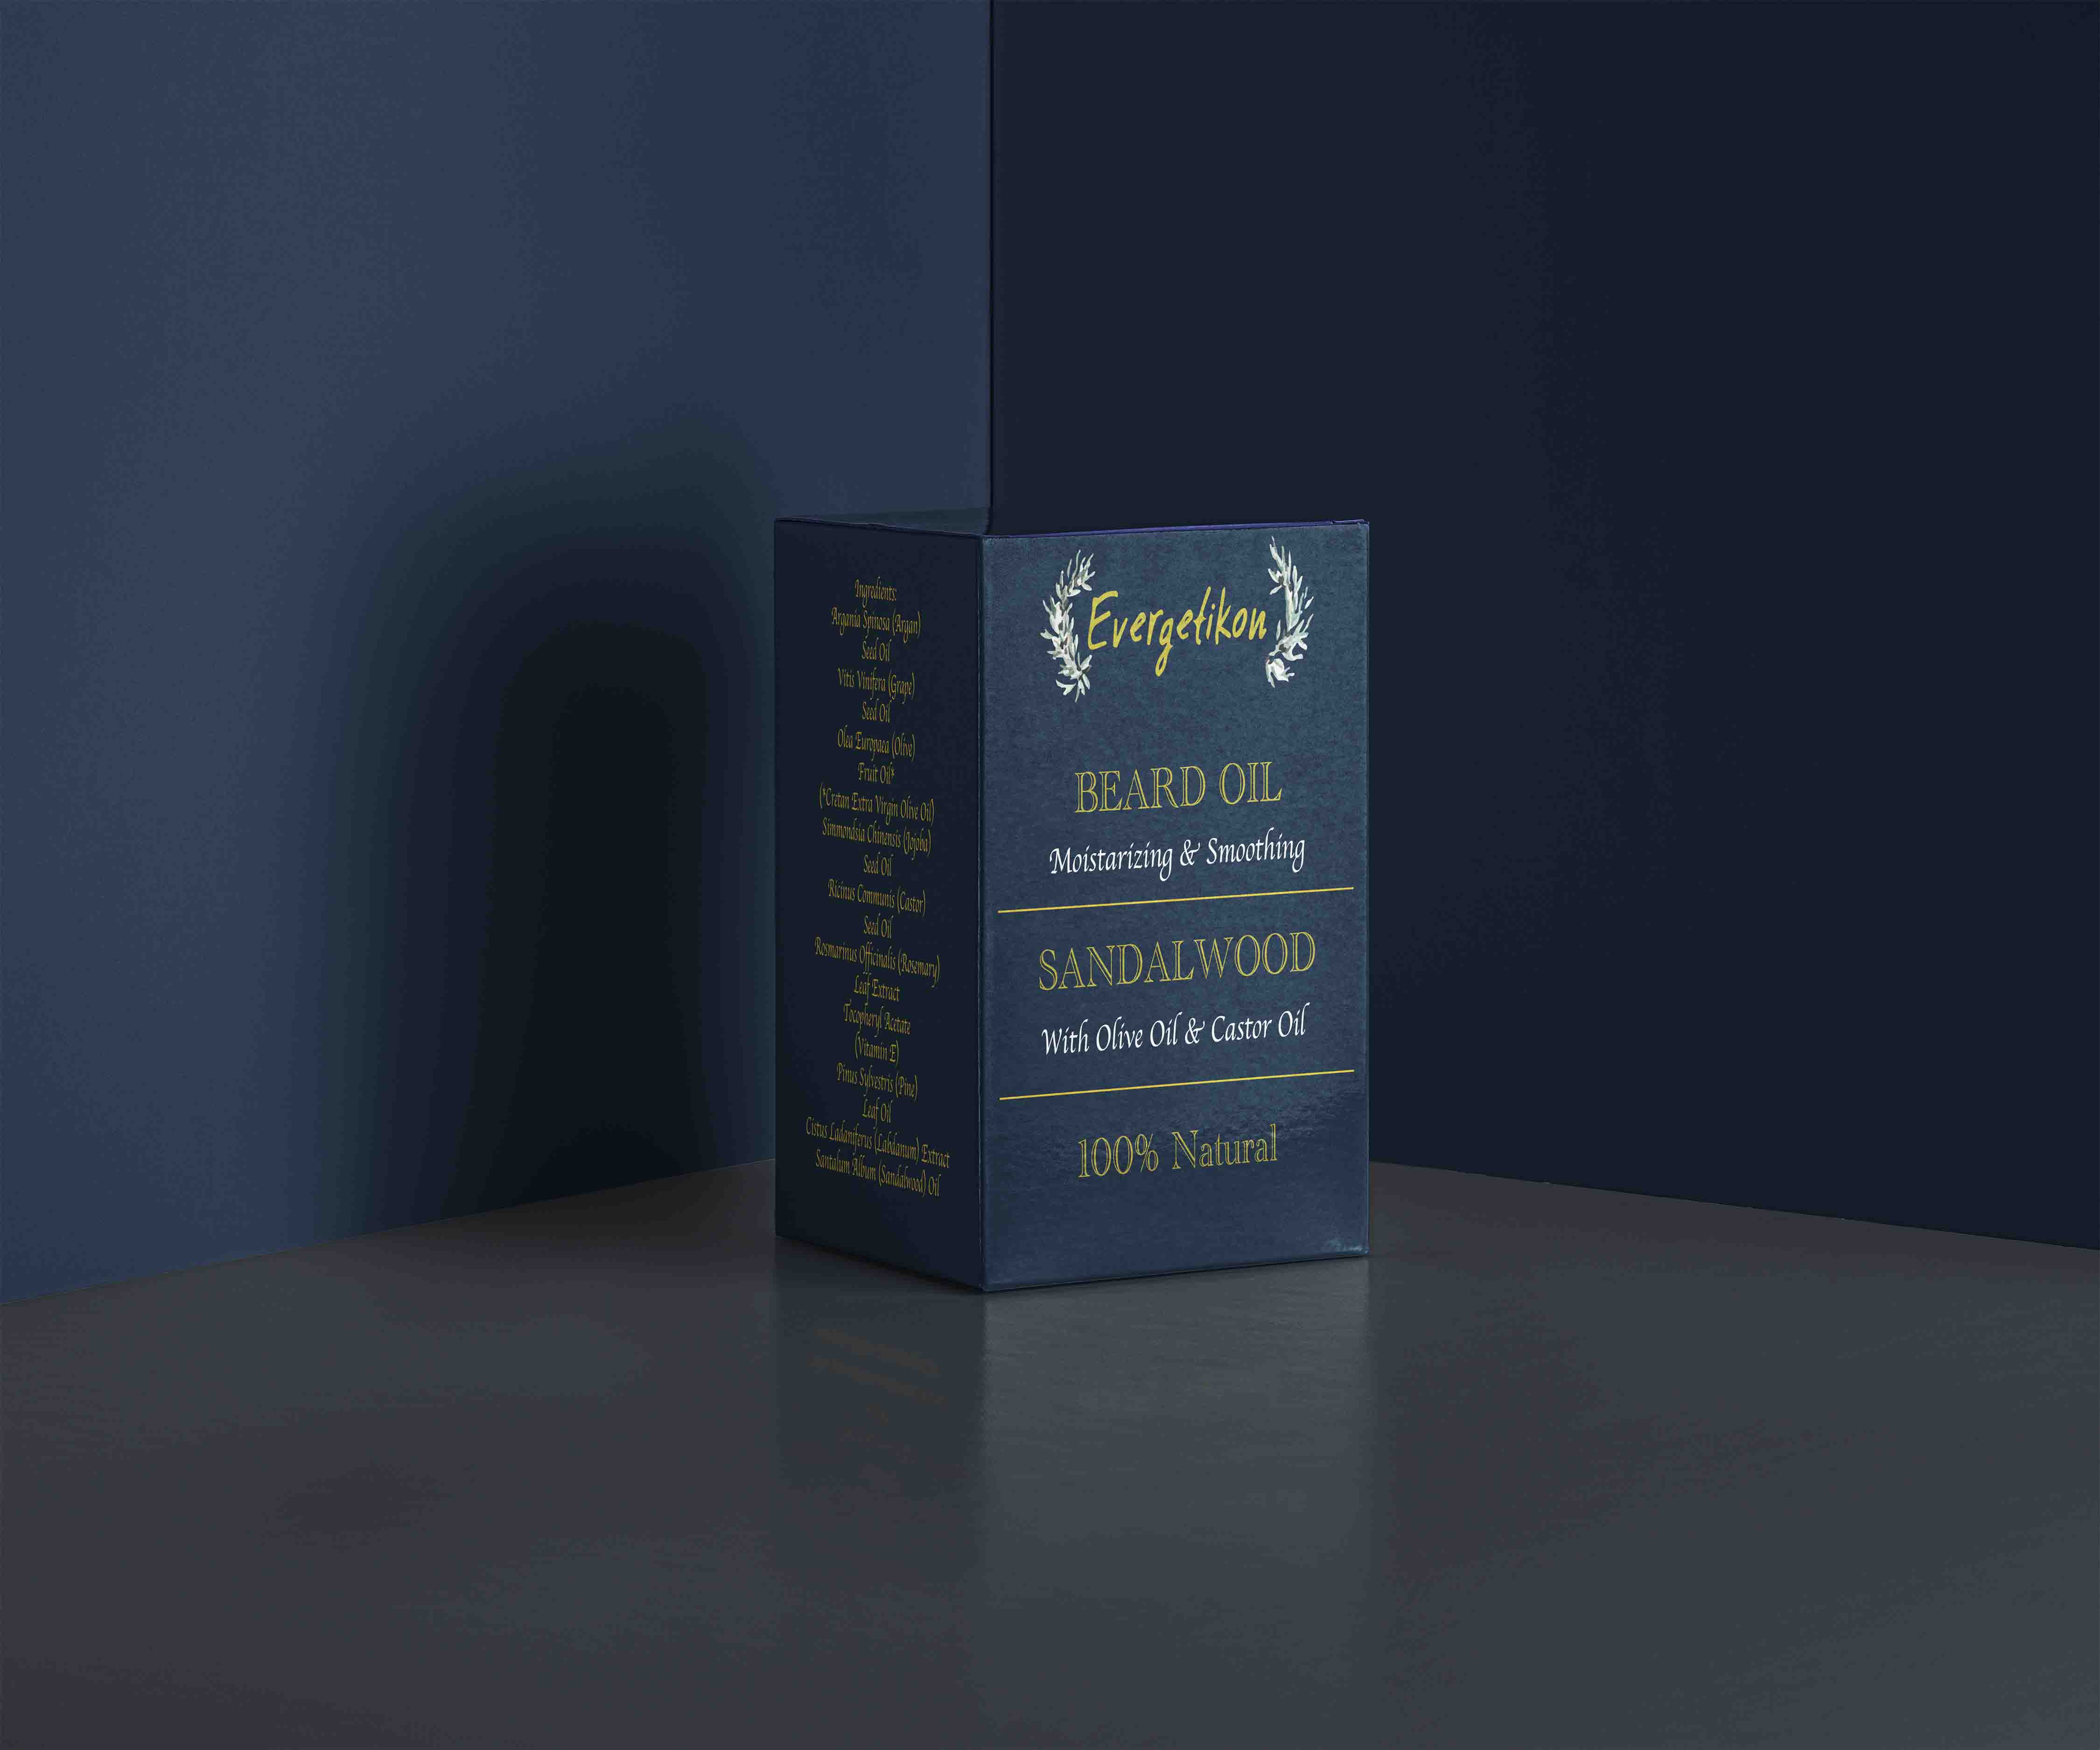 Ingredients:
Argania Spinosa (Argan)
Seed Oil
Vitis Vinifera (Grape)
Seed Oil
Olea Europaea (Olive)
Fruit Oil*
(*Cretan Extra Virgin Olive Oil)
Simmondsia Chinensis (Jojoba)
Seed Oil
Ricinus Communis (Castor)
Seed Oil
Rosmarinus Officinalis (Rosemary)
Leaf Extract
Tocopheryl Acetate
(Vitamin E)
Pinus Sylvestris (Pine)
Leaf Oil
Cistus Ladaniferus (Labdanum) Extract
Santalum Album (Sandalwood) Oil
Evergetikon
BEARD OIL
Moistarizing & Smoothing
SANDALWOOD
With Olive Oil & Castor Oil
100% Natural